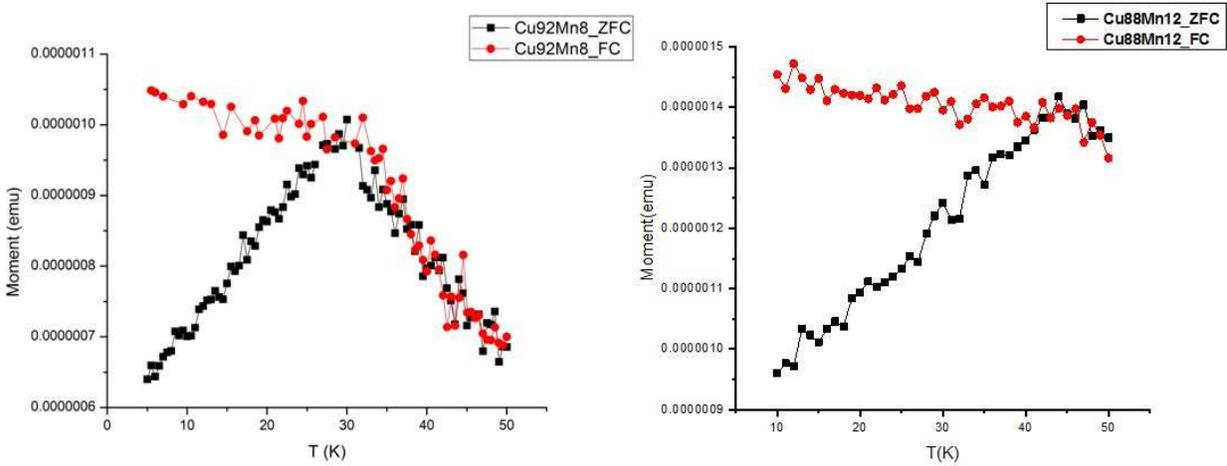 Cu92Mn8_ZFC
Cu92Mn8_FC
0.0000011
0.0000010
0.0000009
0.0000008
0.0000007
0.0000006
Moment (emu)
0 10 20 30 40 50
T (K)
Cu88Mn12_ZFC
Cu88Mn12_FC
0.0000015
0.0000014
0.0000013
0.0000012
0.0000011
0.0000010
0.0000009
Moment(emu)
10 20 30 40 50
T(K)